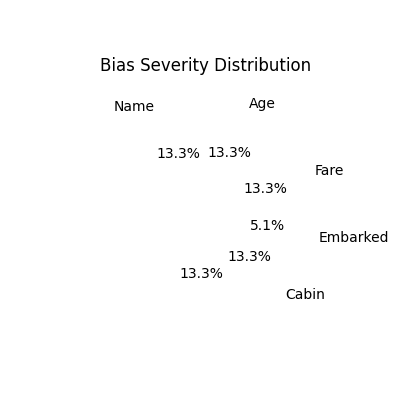 Bias Severity Distribution
Name
Age
13.3%
13.3%
Fare
13.3%
5.1%
Embarked
13.3%
13.3%
Cabin